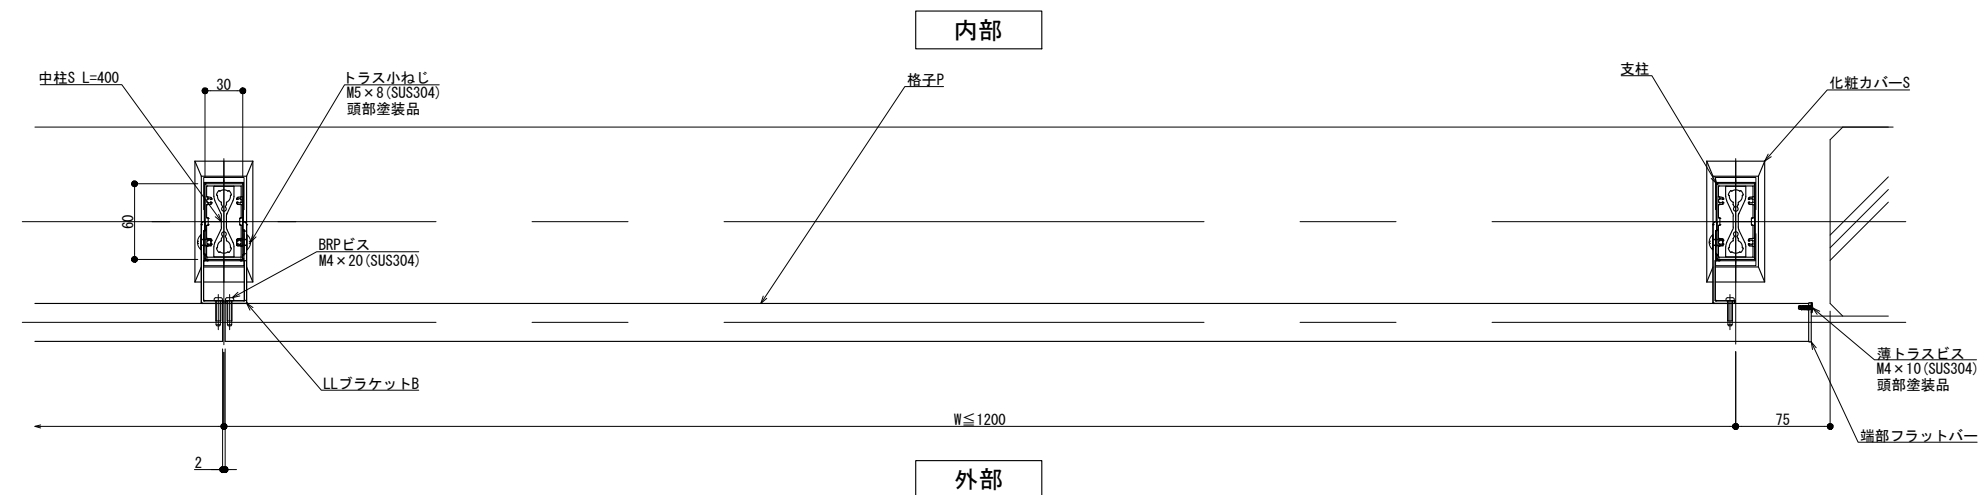 内部
中柱S L=400
30
トラス小ねじ
M5×8(SUS304)
頭部塗装品
格子P
支柱
化粧カバーS
60
BRPビス
M4×20(SUS304)
LLブラケットB
薄トラスビス
M4×10(SUS304)
頭部塗装品
W≦1200
75
端部フラットバー
2
外部